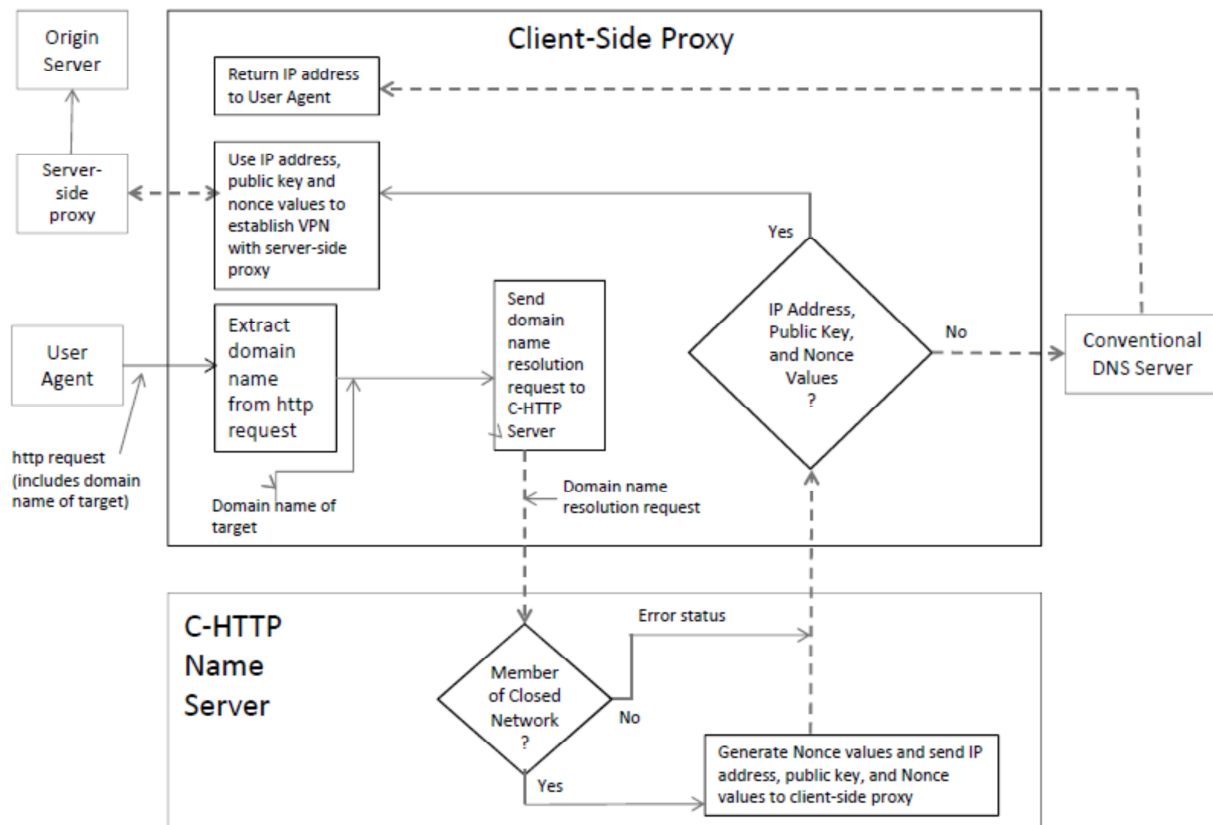 Client-Side Proxy
Origin
Server
Return IP address
to User Agent
Server-
side
proxy
Use IP address,
public key and
nonce values to
establish VPN
with server-side
proxy
Yes
IP Address,
Public Key,
and Nonce
Values
?
No
Conventional
DNS Server
User
Agent
Extract
domain
name
from http
request
Send
domain
name
resolution
request to
C-HTTP
Server
http request
(includes domain
name of target)
Domain name of
target
Domain name
resolution request
C-HTTP
Name
Server
Error status
Member
of Closed
Network
?
No
Yes
Generate Nonce values and send IP
address, public key, and Nonce
values to client-side proxy